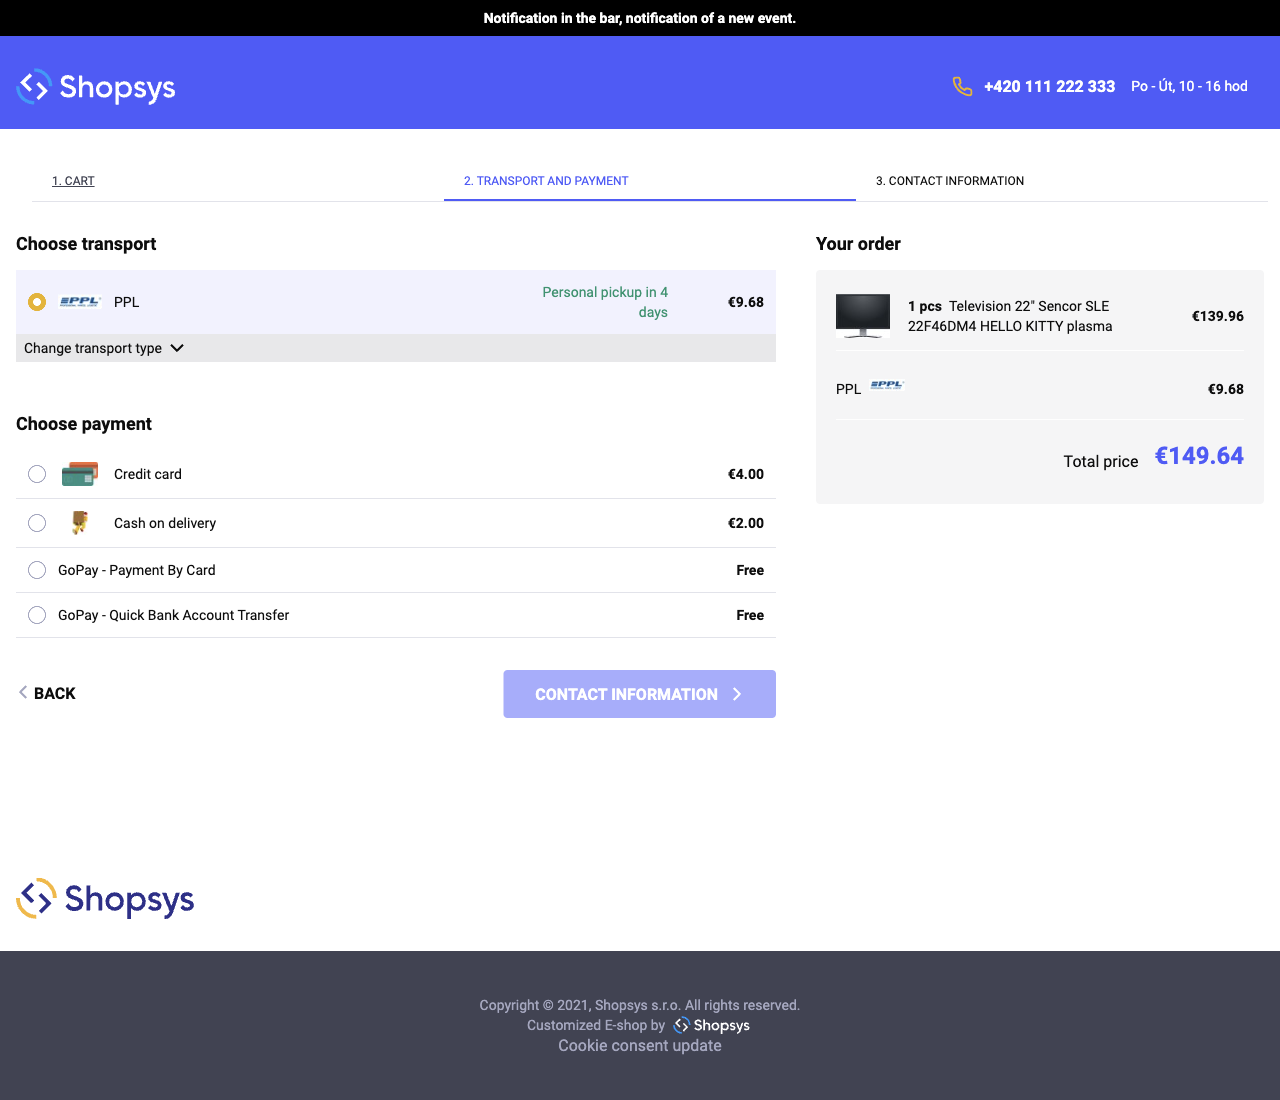 Notification in the bar, notification of a new event.
Shopsys
+420 111 222 333 Po - Út, 10 - 16 hod
1. CART
2. TRANSPORT AND PAYMENT
3. CONTACT INFORMATION
Choose transport
PPL PPL
Personal pickup in 4
days
€9.68
Change transport type
Choose payment
Credit card €4.00
Cash on delivery €2.00
GoPay - Payment By Card Free
GoPay - Quick Bank Account Transfer Free
BACK
CONTACT INFORMATION
Your order
1 pcs Television 22" Sencor SLE
22F46DM4 HELLO KITTY plasma
€139.96
PPL PPL €9.68
Total price €149.64
Shopsys
Copyright © 2021, Shopsys s.r.o. All rights reserved.
Customized E-shop by Shopsys
Cookie consent update